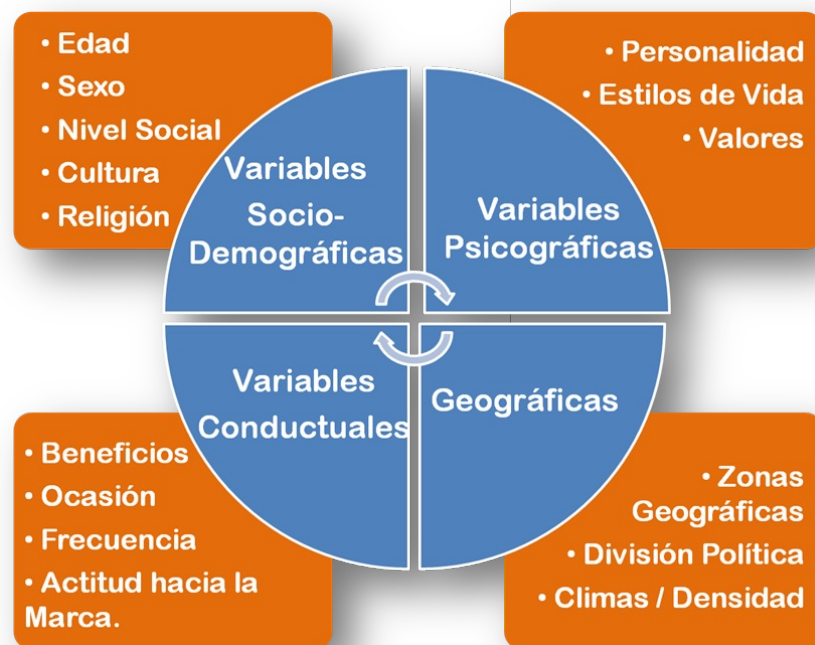 • Edad
• Sexo
• Nivel Social
• Cultura
• Religión
Variables
Socio-
Demográficas
• Personalidad
• Estilos de Vida
• Valores
Variables
Psicográficas
Variables
Conductuales
• Beneficios
• Ocasión
• Frecuencia
• Actitud hacia la
Marca.
Geográficas
• Zonas
Geográficas
• División Política
• Climas / Densidad